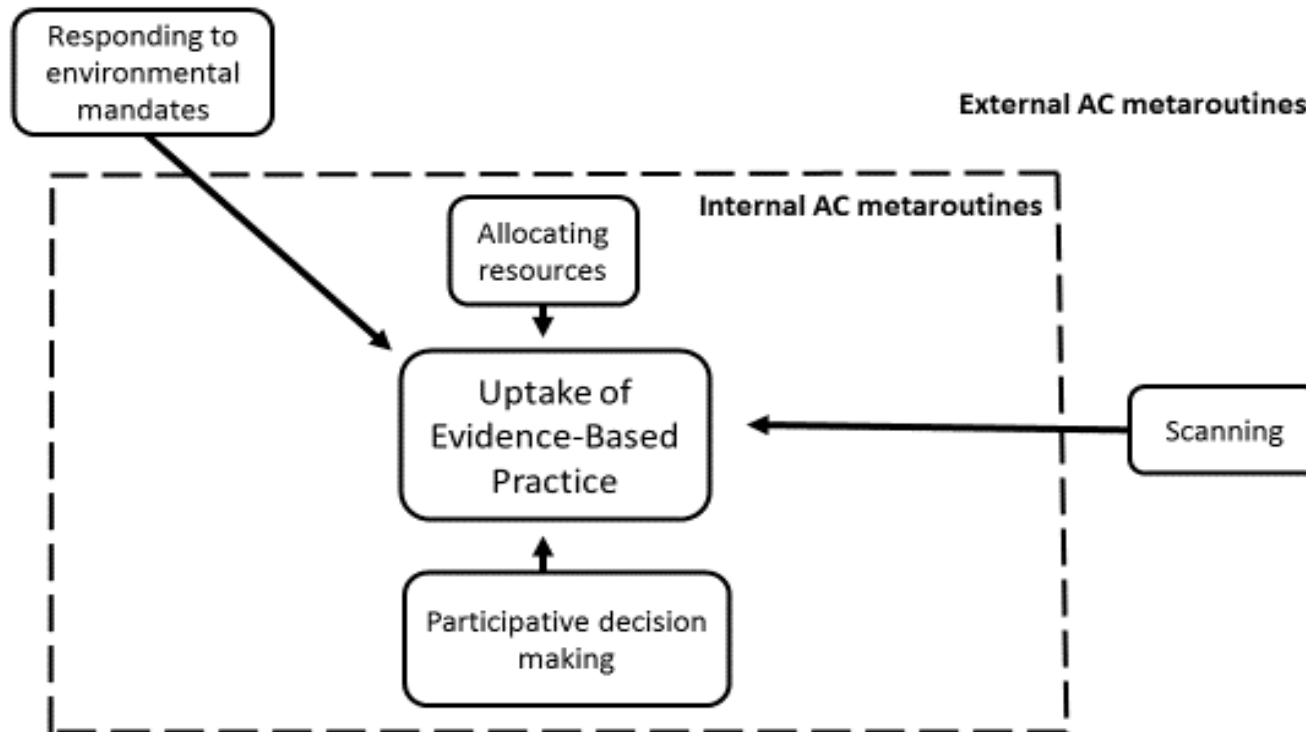 Responding to
environmental
mandates
External AC metaroutines
Internal AC metaroutines
Allocating
resources
Uptake of
Evidence-Based
Practice
Scanning
Participative decision
making